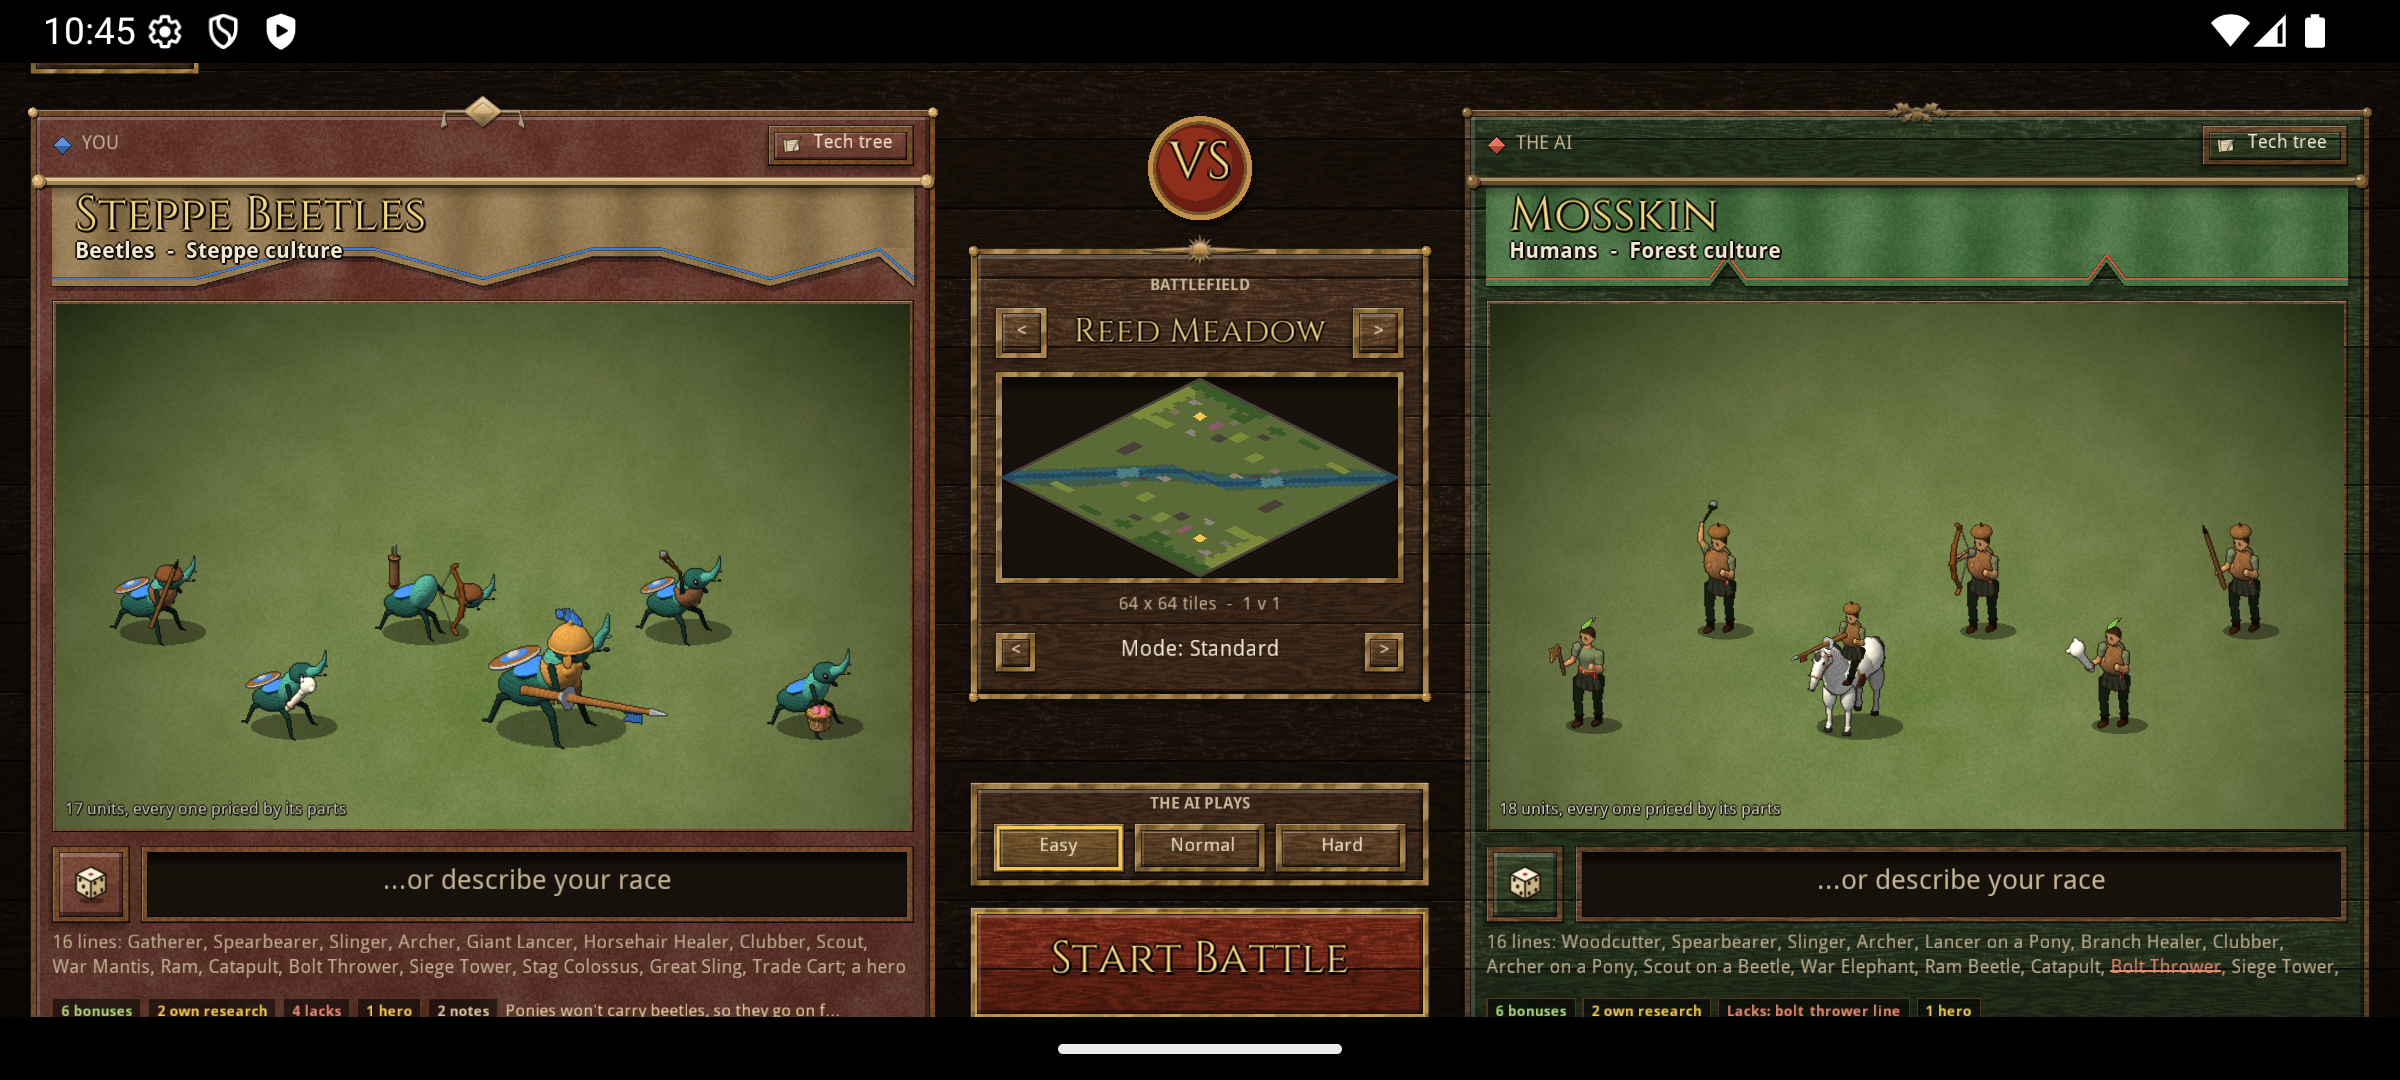 10:45
YOU
Tech tree
STEPPE BEETLES
Beetles - Steppe culture
17 units, every one priced by its parts
...or describe your race
16 lines: Gatherer, Spearbearer, Slinger, Archer, Giant Lancer, Horsehair Healer, Clubber, Scout,
War Mantis, Ram, Catapult, Bolt Thrower, Siege Tower, Stag Colossus, Great Sling, Trade Cart; a hero
6 bonuses 2 own research 4 lacks 1 hero 2 notes Ponies won't carry beetles, so they go on f...
VS
BATTLEFIELD
< REED MEADOW >
64 x 64 tiles - 1 v 1
< Mode: Standard >
THE AI PLAYS
Easy Normal Hard
START BATTLE
THE AI
Tech tree
MOSSKIN
Humans - Forest culture
18 units, every one priced by its parts
...or describe your race
16 lines: Woodcutter, Spearbearer, Slinger, Archer, Lancer on a Pony, Branch Healer, Clubber,
Archer on a Pony, Scout on a Beetle, War Elephant, Ram Beetle, Catapult, Bolt Thrower, Siege Tower,
6 bonuses 2 own research Lacks: bolt thrower line 1 hero